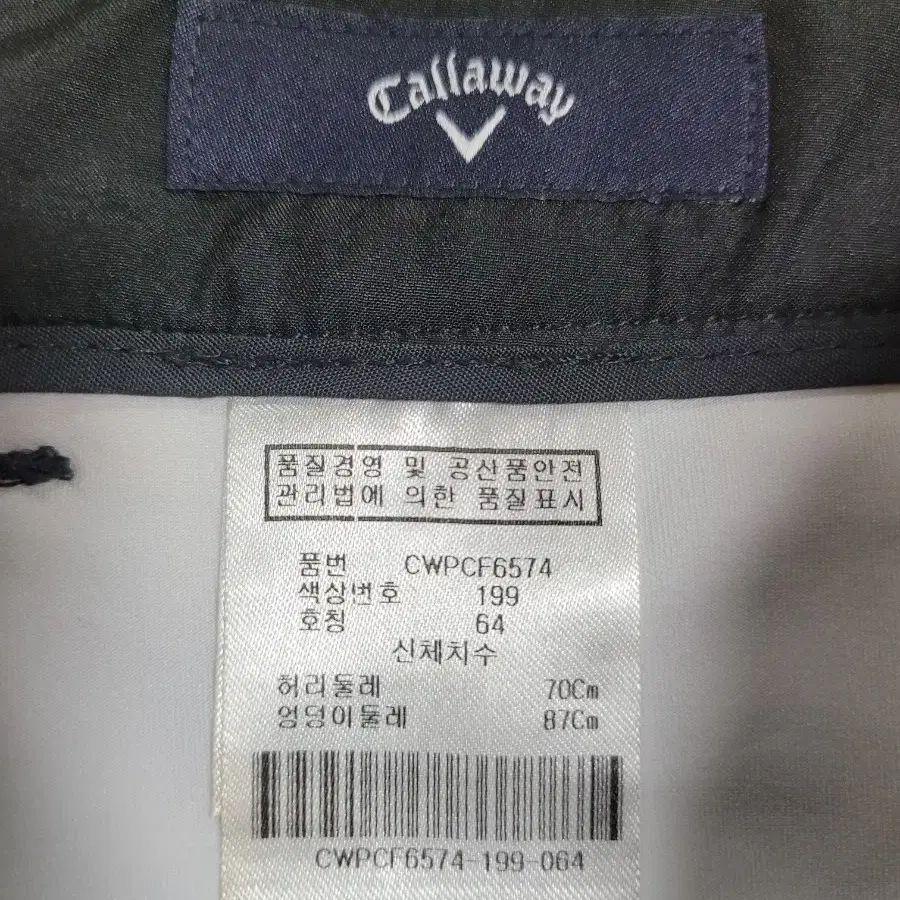 Callaway
품질경영 및 공산품안전
관리법에 의한 품질표시
품번 CWPCF6574
색상번호 199
호칭 64
신체치수
허리둘레 70Cm
엉덩이둘레 87Cm
CWPCF6574-199-064